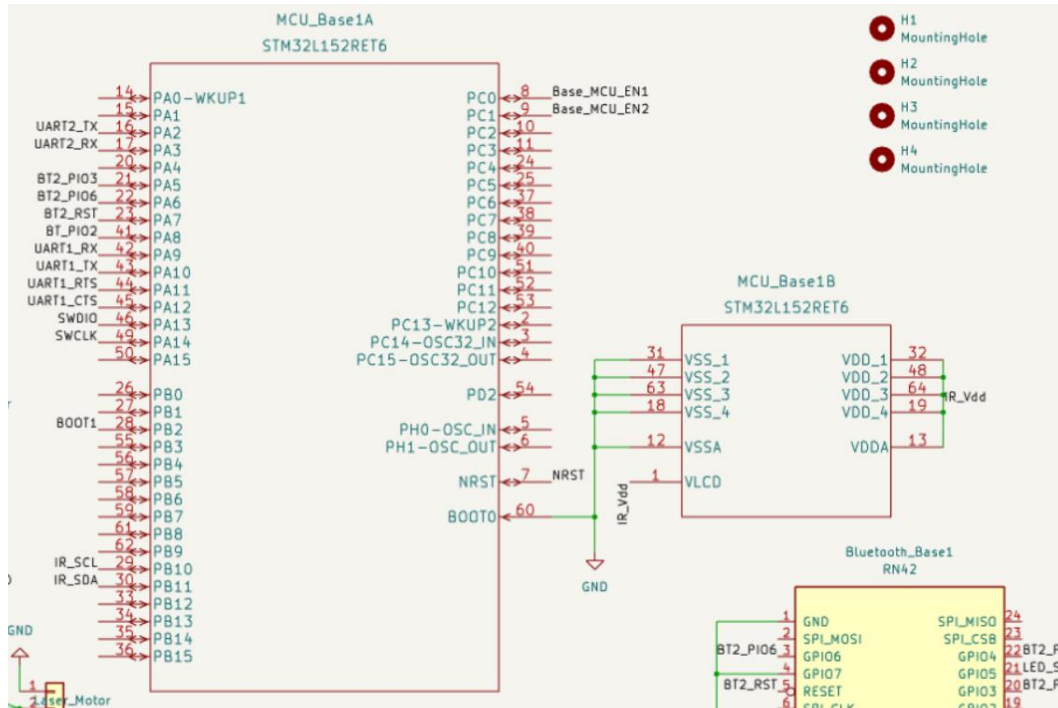 MCU_Base1A
STM32L152RET6
14 PA0-WKUP1
15 PA1
UART2_TX 16 PA2
UART2_RX 17 PA3
20 PA4
BT2_PIO3 21 PA5
BT2_PIO6 22 PA6
BT2_RST 23 PA7
BT_PIO2 41 PA8
UART1_RX 42 PA9
UART1_TX 43 PA10
UART1_RTS 44 PA11
UART1_CTS 45 PA12
SWDIO 46 PA13
SWCLK 49 PA14
50 PA15
26 PB0
27 PB1
BOOT1 28 PB2
55 PB3
56 PB4
57 PB5
58 PB6
59 PB7
61 PB8
62 PB9
IR_SCL 29 PB10
IR_SDA 30 PB11
33 PB12
34 PB13
35 PB14
36 PB15
PC0 8 Base_MCU_EN1
PC1 9 Base_MCU_EN2
PC2 10
PC3 11
PC4 24
PC5 25
PC6 37
PC7 38
PC8 39
PC9 40
PC10 51
PC11 52
PC12 53
PC13-WKUP2 2
PC14-OSC32_IN 3
PC15-OSC32_OUT 4
PD2 54
PH0-OSC_IN 5
PH1-OSC_OUT 6
NRST 7 NRST
BOOT0 60
GND
H1
MountingHole
H2
MountingHole
H3
MountingHole
H4
MountingHole
MCU_Base1B
STM32L152RET6
31 VSS_1 VDD_1 32
47 VSS_2 VDD_2 48
63 VSS_3 VDD_3 64
IR_Vdd
18 VSS_4 VDD_4 19
12 VSSA VDDA 13
IR_Vdd 1 VLCD
Bluetooth_Base1
RN42
1 GND SPI_MISO 24
2 SPI_MOSI SPI_CSB 23
BT2_PIO6 3 GPIO6 GPIO4 22 BT2_P
4 GPIO7 GPIO5 21 LED_S
BT2_RST 5 RESET GPIO3 20 BT2_P
6 SPI_CLK GPIO2 19
GND
1
2
Laser_Motor